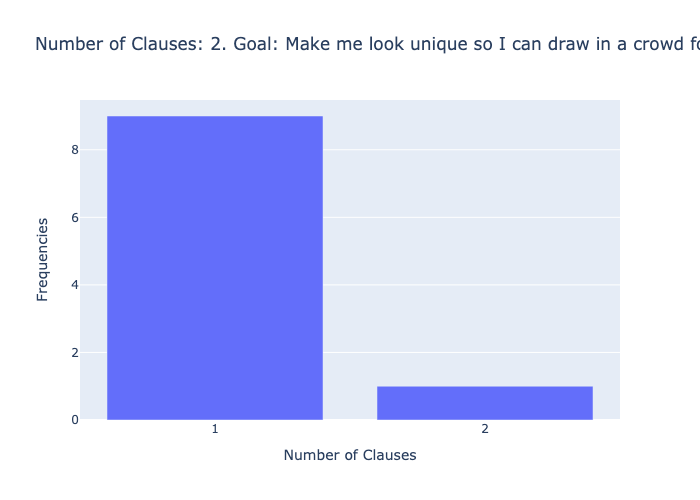 Number of Clauses: 2. Goal: Make me look unique so I can draw in a crowd
8
6
4
2
0
Frequencies
1
2
Number of Clauses